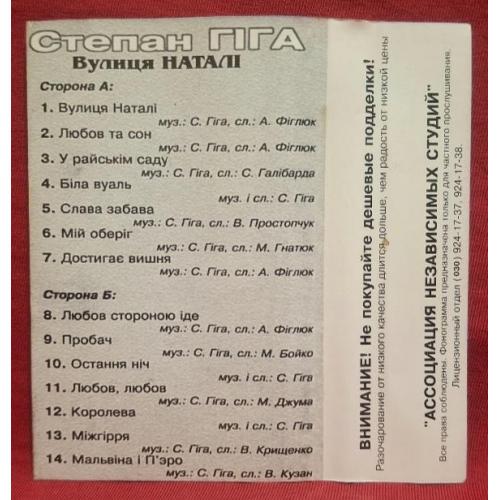 Степан ГІГА
Вулиця НАТАЛІ
Сторона А:
1. Вулиця Наталі
муз.: С. Гіга, сл.: А. Фіглюк
2. Любов та сон
муз.: С. Гіга, сл.: А. Фіглюк
3. У райськім саду
муз.: С. Гіга, сл.: С. Галібарда
4. Біла вуаль
муз. і сл.: С. Гіга
5. Слава забава
муз.: С. Гіга, сл.: В. Простопчук
6. Мій оберіг
муз.: С. Гіга, сл.: М. Гнатюк
7. Достигає вишня
муз.: С. Гіга, сл.: А. Фіглюк
Сторона Б:
8. Любов стороною іде
муз.: С. Гіга, сл.: А. Фіглюк
9. Пробач
муз.: С. Гіга, сл.: М. Бойко
10. Остання ніч
муз. і сл.: С. Гіга
11. Любов, любов
муз.: С. Гіга, сл.: М. Джума
12. Королева
муз. і сл.: С. Гіга
13. Міжгірря
муз.: С. Гіга, сл.: В. Крищенко
14. Мальвіна і П'эро
муз.: С. Гіга, сл.: В. Кузан
ВНИМАНИЕ! Не покупайте дешевые подделки!
Разочарование от низкого качества длится дольше, чем радость от низкой цены
"АССОЦИАЦИЯ НЕЗАВИСИМЫХ СТУДИЙ"
Все права соблюдены. Фонограмма предназначена только для частного прослушивания.
Лицензионный отдел (030) 924-17-37, 924-17-38.